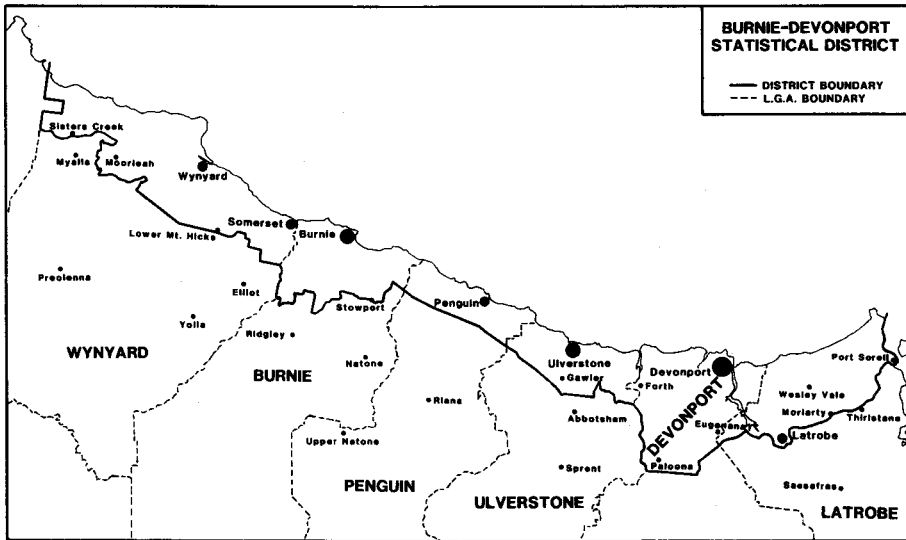 BURNIE-DEVONPORT
STATISTICAL DISTRICT
DISTRICT BOUNDARY
L.G.A. BOUNDARY
Sisters Creek
Myalla
Moorleah
Wynyard
Somerset
Burnie
Lower Mt. Hicks
Preolenna
Elliot
Stowport
Penguin
Yolla
Ridgley
WYNYARD
BURNIE
Natone
Ulverstone
Gawler
Devonport
Forth
Port Sorell
Wesley Vale
Riana
Abbotsham
DEVONPORT
Eugenana
Moriarty
Thirlstane
Latrobe
Upper Natone
Sprent
Paloona
PENGUIN
ULVERSTONE
Sassafras
LATROBE